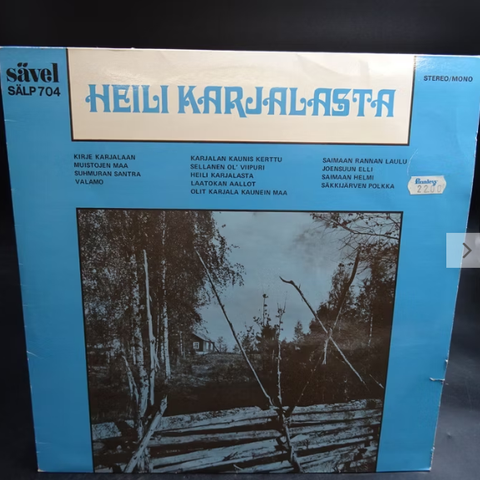 sävel
SÄLP 704
HEILI KARJALASTA
STEREO/MONO
KIRJE KARJALAAN
MUISTOJEN MAA
SUHMURAN SANTRA
VALAMO
KARJALAN KAUNIS KERTTU
SELLANEN OL' VIIPURI
HEILI KARJALASTA
LAATOKAN AALLOT
OLIT KARJALA KAUNEIN MAA
SAIMAAN RANNAN LAULU
JOENSUUN ELLI
SAIMAAN HELMI
SÄKKIJÄRVEN POLKKA